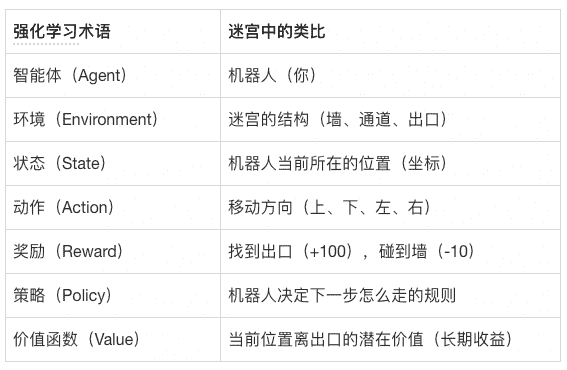 强化学习术语 迷宫中的类比
智能体（Agent） 机器人（你）
环境（Environment） 迷宫的结构（墙、通道、出口）
状态（State） 机器人当前所在的位置（坐标）
动作（Action） 移动方向（上、下、左、右）
奖励（Reward） 找到出口（+100），碰到墙（-10）
策略（Policy） 机器人决定下一步怎么走的规则
价值函数（Value） 当前位置离出口的潜在价值（长期收益）